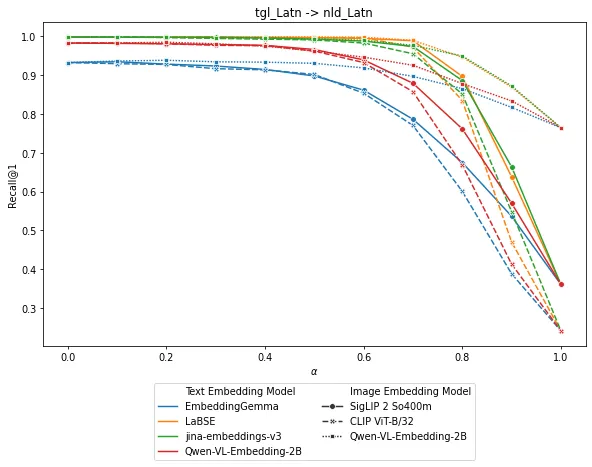 tgl_Latn -> nld_Latn
Recall@1
1.0
0.9
0.8
0.7
0.6
0.5
0.4
0.3
0.0 0.2 0.4 0.6 0.8 1.0
α
Text Embedding Model
EmbeddingGemma
LaBSE
jina-embeddings-v3
Qwen-VL-Embedding-2B
Image Embedding Model
SigLIP 2 So400m
CLIP ViT-B/32
Qwen-VL-Embedding-2B